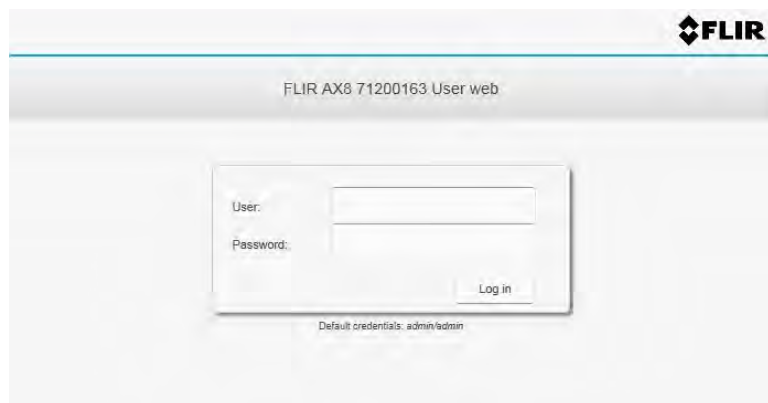 FLIR
FLIR AX8 71200163 User web
User:
Password:
Log in
Default credentials: admin/admin